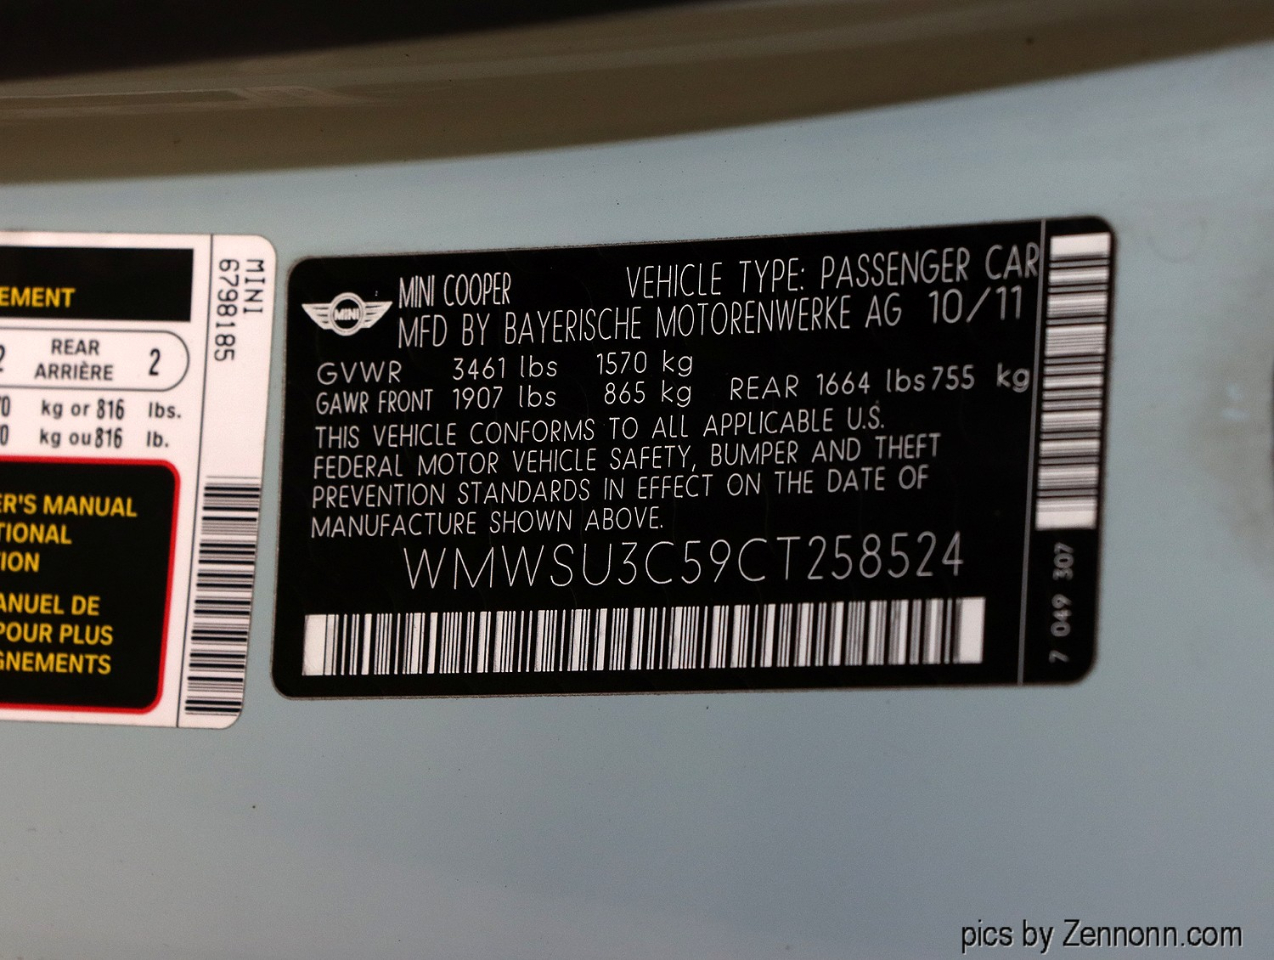 EMENT
REAR
ARRIÈRE
2
2
0 kg or 816 lbs.
0 kg ou 816 lb.
ER'S MANUAL
TIONAL
ION
ANUEL DE
POUR PLUS
GNEMENTS
MINI
6798185
MINI
MINI COOPER VEHICLE TYPE: PASSENGER CAR
MFD BY BAYERISCHE MOTORENWERKE AG 10/11
GVWR 3461 lbs 1570 kg
GAWR FRONT 1907 lbs 865 kg REAR 1664 lbs 755 kg
THIS VEHICLE CONFORMS TO ALL APPLICABLE U.S.
FEDERAL MOTOR VEHICLE SAFETY, BUMPER AND THEFT
PREVENTION STANDARDS IN EFFECT ON THE DATE OF
MANUFACTURE SHOWN ABOVE.
WMWSU3C59CT258524
7 049 307
pics by Zennonn.com